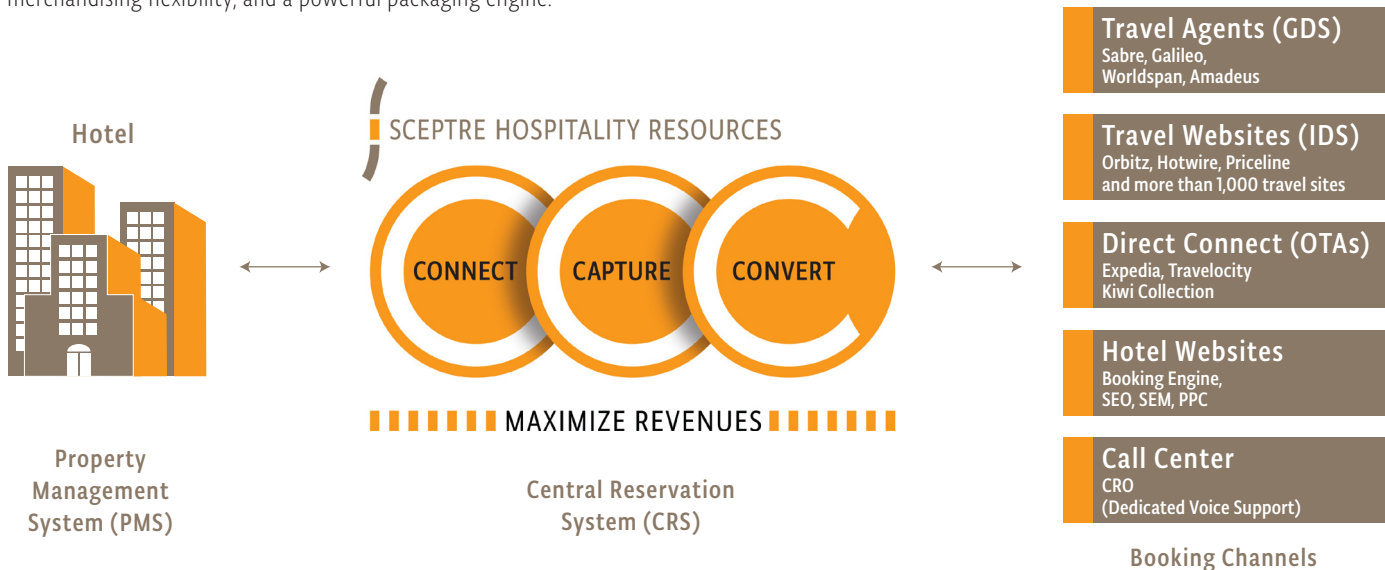 merchandising flexibility, and a powerful packaging engine.
Hotel
Property
Management
System (PMS)
SCEPTRE HOSPITALITY RESOURCES
CONNECT
CAPTURE
CONVERT
MAXIMIZE REVENUES
Central Reservation
System (CRS)
Travel Agents (GDS)
Sabre, Galileo,
Worldspan, Amadeus
Travel Websites (IDS)
Orbitz, Hotwire, Priceline
and more than 1,000 travel sites
Direct Connect (OTAs)
Expedia, Travelocity
Kiwi Collection
Hotel Websites
Booking Engine,
SEO, SEM, PPC
Call Center
CRO
(Dedicated Voice Support)
Booking Channels